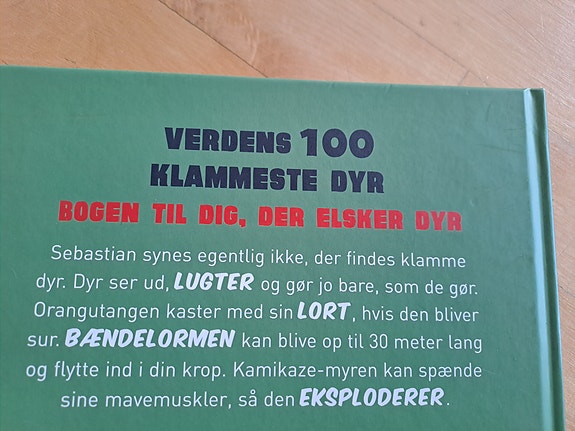 VERDENS 100
KLAMMESTE DYR
BOGEN TIL DIG, DER ELSKER DYR
Sebastian synes egentlig ikke, der findes klamme
dyr. Dyr ser ud, LUGTER og gør jo bare, som de gør.
Orangutangen kaster med sin LORT, hvis den bliver
sur. BÆNDELORMEN kan blive op til 30 meter lang
og flytte ind i din krop. Kamikaze-myren kan spænde
sine mavemuskler, så den EKSPLODERER.